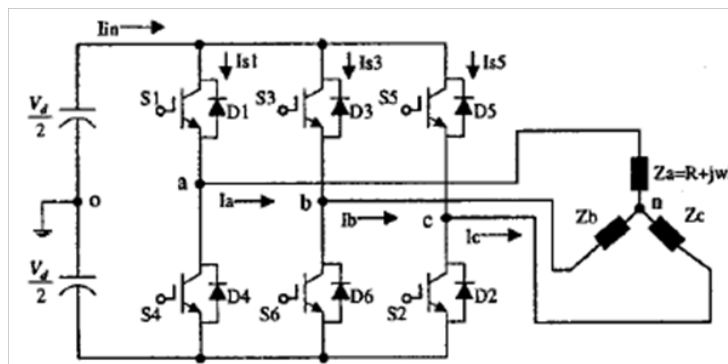 Iin
Is1
Is3
Is5
S1
D1
S3
D3
S5
D5
Vd/2
a
Ia
b
Ib
c
Ic
o
Za=R+jw
n
Zb
Zc
Vd/2
S4
D4
S6
D6
S2
D2